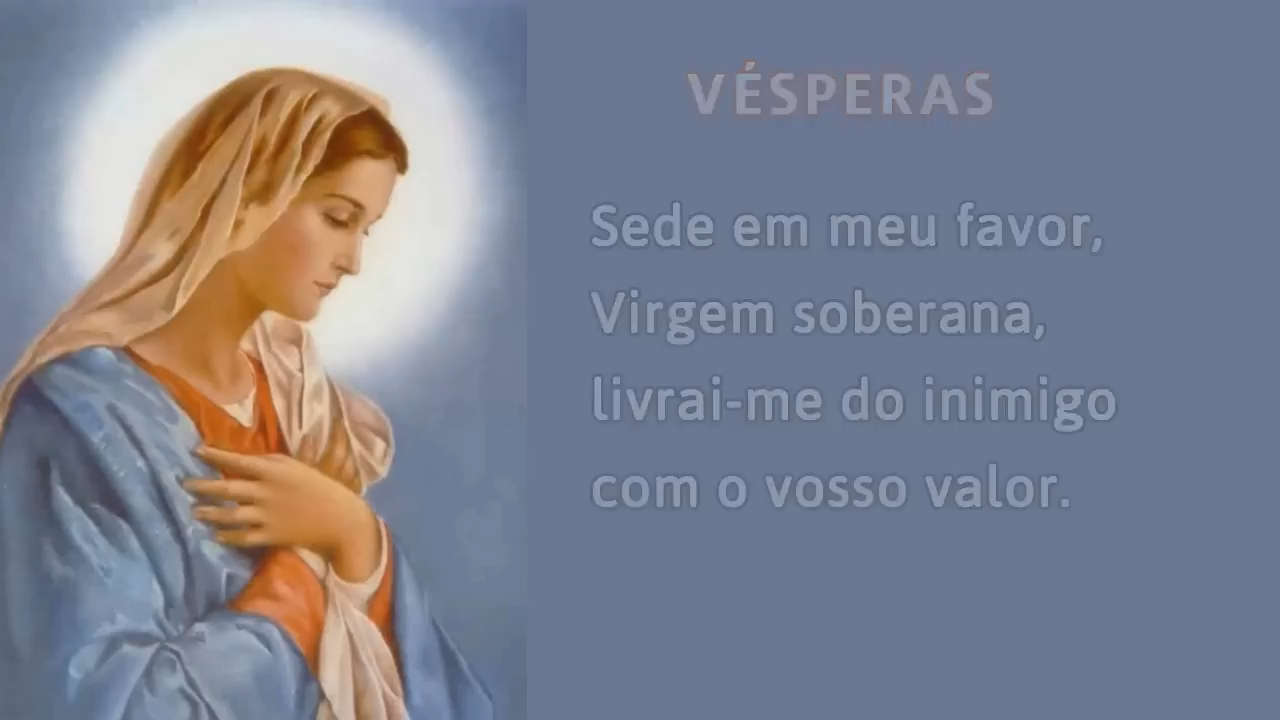 VÉSPERAS
Sede em meu favor,
Virgem soberana,
livrai-me do inimigo
com o vosso valor.